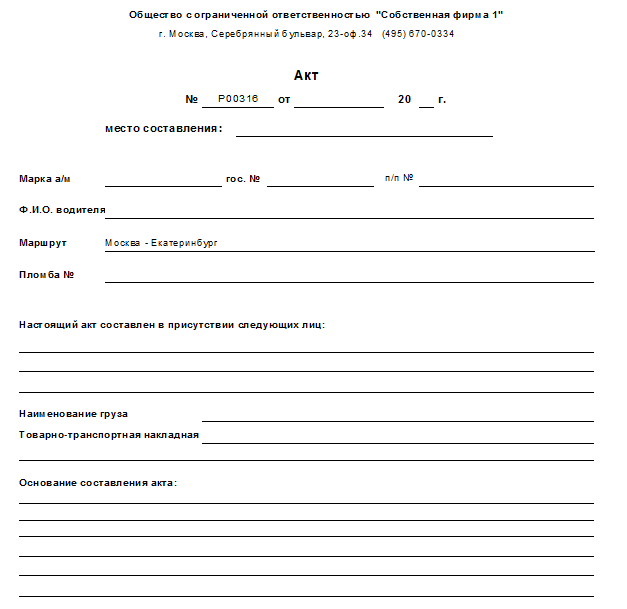 Общество с ограниченной ответственностью "Собственная фирма 1"
г. Москва, Серебрянный бульвар, 23-оф.34 (495) 670-0334
Акт
№ Р00316 от 20 г.
место составления:
Марка а/м гос. № п/п №
Ф.И.О. водителя
Маршрут Москва - Екатеринбург
Пломба №
Настоящий акт составлен в присутствии следующих лиц:
Наименование груза
Товарно-транспортная накладная
Основание составления акта: